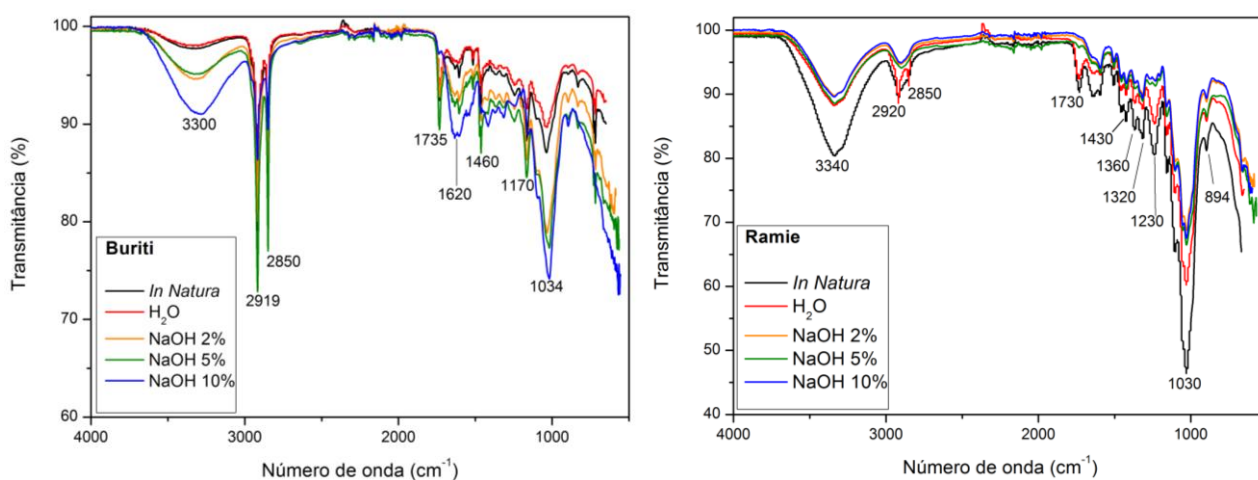 Transmitância (%)
100
90
80
70
60
3300
2919
2850
1735
1620
1460
1170
1034
Buriti
In Natura
H2O
NaOH 2%
NaOH 5%
NaOH 10%
4000
3000
2000
1000
Número de onda (cm-1)
Transmitância (%)
100
90
80
70
60
50
40
3340
2920
2850
1730
1430
1360
1320
1230
894
1030
Ramie
In Natura
H2O
NaOH 2%
NaOH 5%
NaOH 10%
4000
3000
2000
1000
Número de onda (cm-1)